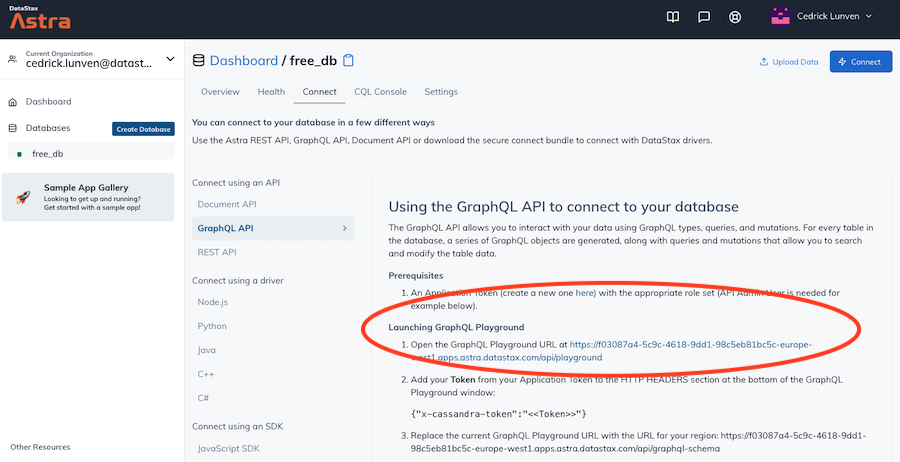 DataStax
Astra
Cedrick Lunven
Current Organization
cedrick.lunven@datast...
Dashboard
Databases
Create Database
free_db
Sample App Gallery
Looking to get up and running?
Get started with a sample app!
Other Resources
Dashboard / free_db
Upload Data
Connect
Overview
Health
Connect
CQL Console
Settings
You can connect to your database in a few different ways
Use the Astra REST API, GraphQL API, Document API or download the secure connect bundle to connect with DataStax drivers.
Connect using an API
Document API
GraphQL API
REST API
Connect using a driver
Node.js
Python
Java
C++
C#
Connect using an SDK
JavaScript SDK
Using the GraphQL API to connect to your database
The GraphQL API allows you to interact with your data using GraphQL types, queries, and mutations. For every table in
the database, a series of GraphQL objects are generated, along with queries and mutations that allow you to search
and modify the table data.
Prerequisites
1. An Application Token (create a new one here) with the appropriate role set (API Admin User is needed for
example below).
Launching GraphQL Playground
1. Open the GraphQL Playground URL at https://f03087a4-5c9c-4618-9dd1-98c5eb81bc5c-europe-
west1.apps.astra.datastax.com/api/playground
2. Add your Token from your Application Token to the HTTP HEADERS section at the bottom of the GraphQL
Playground window:
{"x-cassandra-token":"<<Token>>"}
3. Replace the current GraphQL Playground URL with the URL for your region: https://f03087a4-5c9c-4618-9dd1-
98c5eb81bc5c-europe-west1.apps.astra.datastax.com/api/graphql-schema